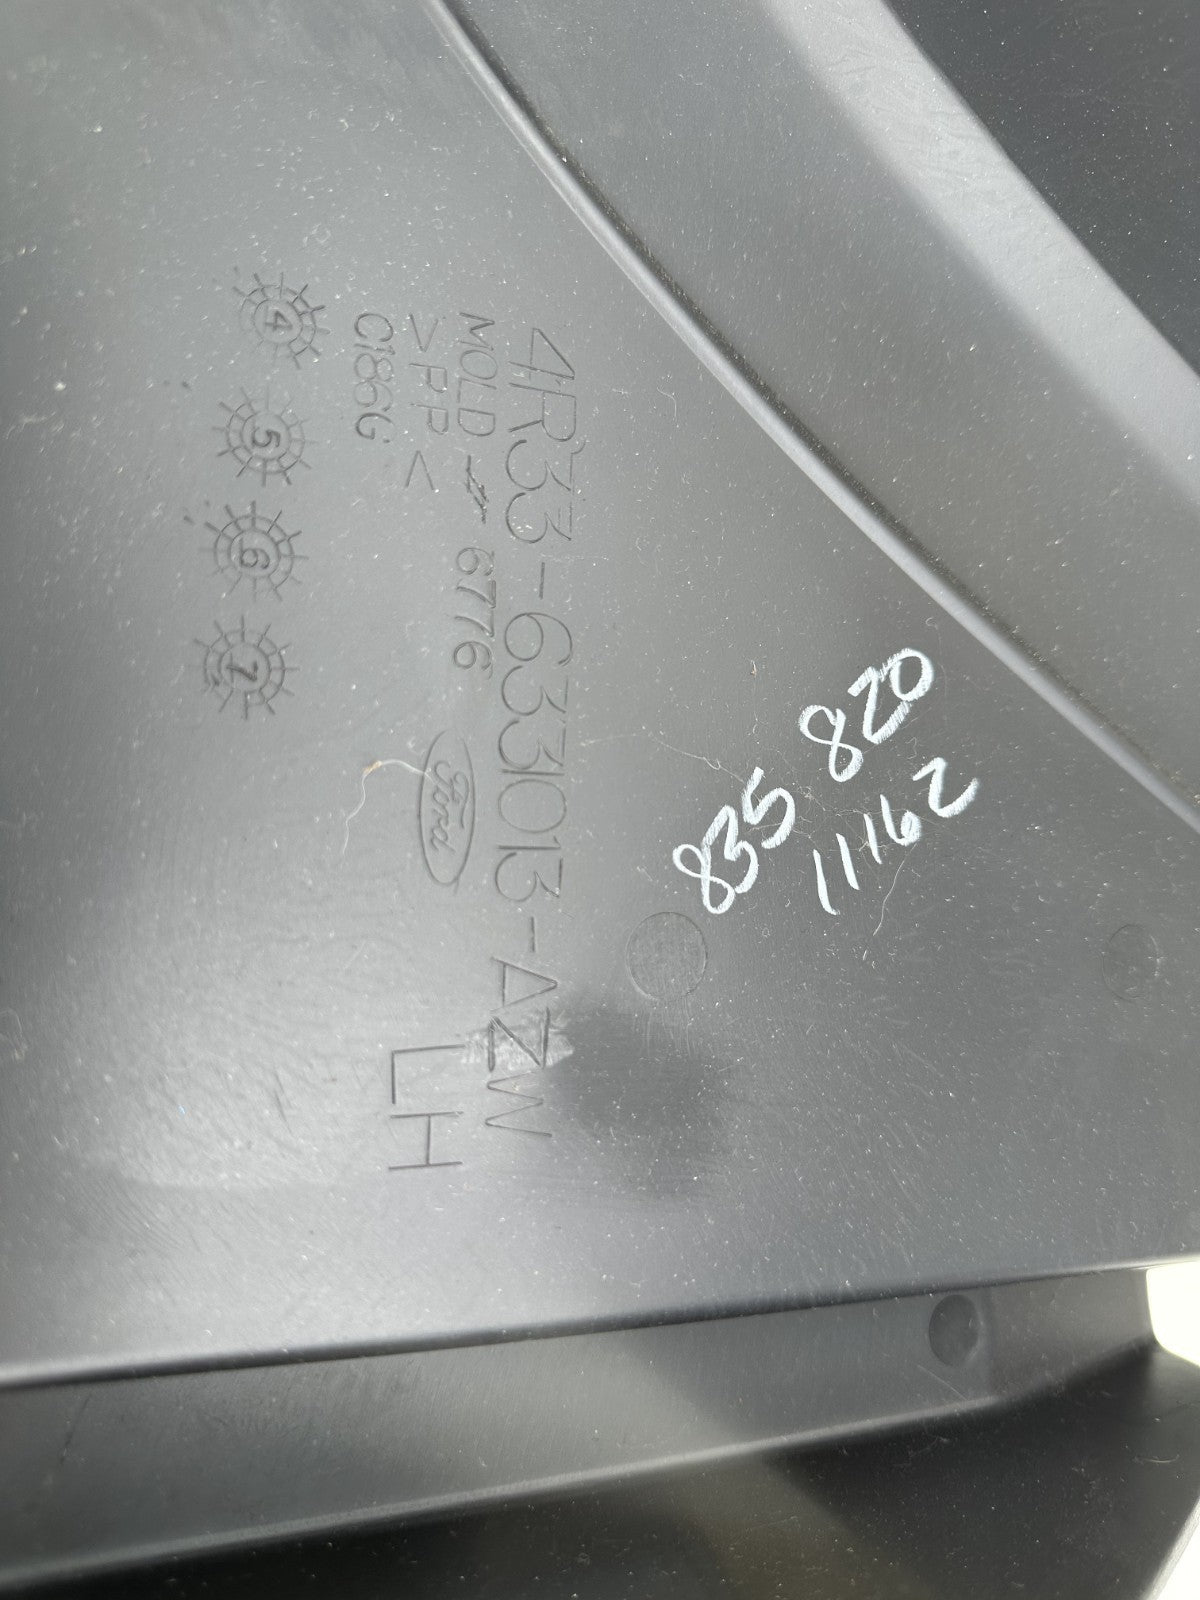 4R33-6331013-AZW
MOLD # 6776
>PP<
C186G
Ford
LH
4
5
6
7
835 820
11162